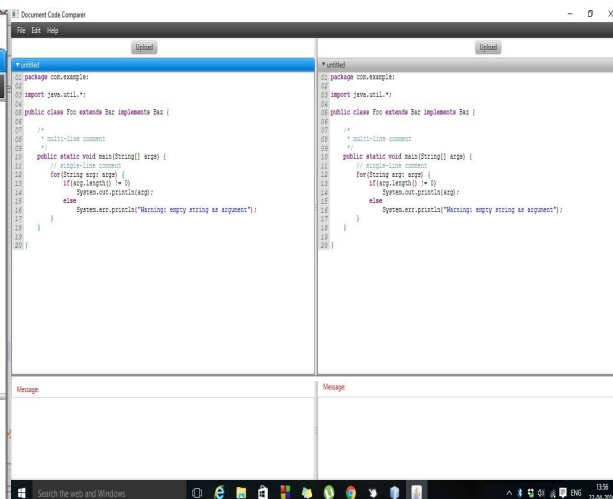 Document Code Comparer
File Edit Help
Upload
untitled
01 package com.example;
02
03 import java.util.*;
04
05 public class Foo extends Bar implements Baz {
06
07 /*
08 * multi-line comment
09 */
10 public static void main(String[] args) {
11 // single-line comment
12 for(String arg: args) {
13 if(arg.length() != 0)
14 System.out.println(arg);
15 else
16 System.err.println("Warning: empty string as argument");
17 }
18 }
19
20 }
Message:
Upload
untitled
01 package com.example;
02
03 import java.util.*;
04
05 public class Foo extends Bar implements Baz {
06
07 /*
08 * multi-line comment
09 */
10 public static void main(String[] args) {
11 // single-line comment
12 for(String arg: args) {
13 if(arg.length() != 0)
14 System.out.println(arg);
15 else
16 System.err.println("Warning: empty string as argument");
17 }
18 }
19
20 }
Message:
Search the web and Windows
ENG
13:56